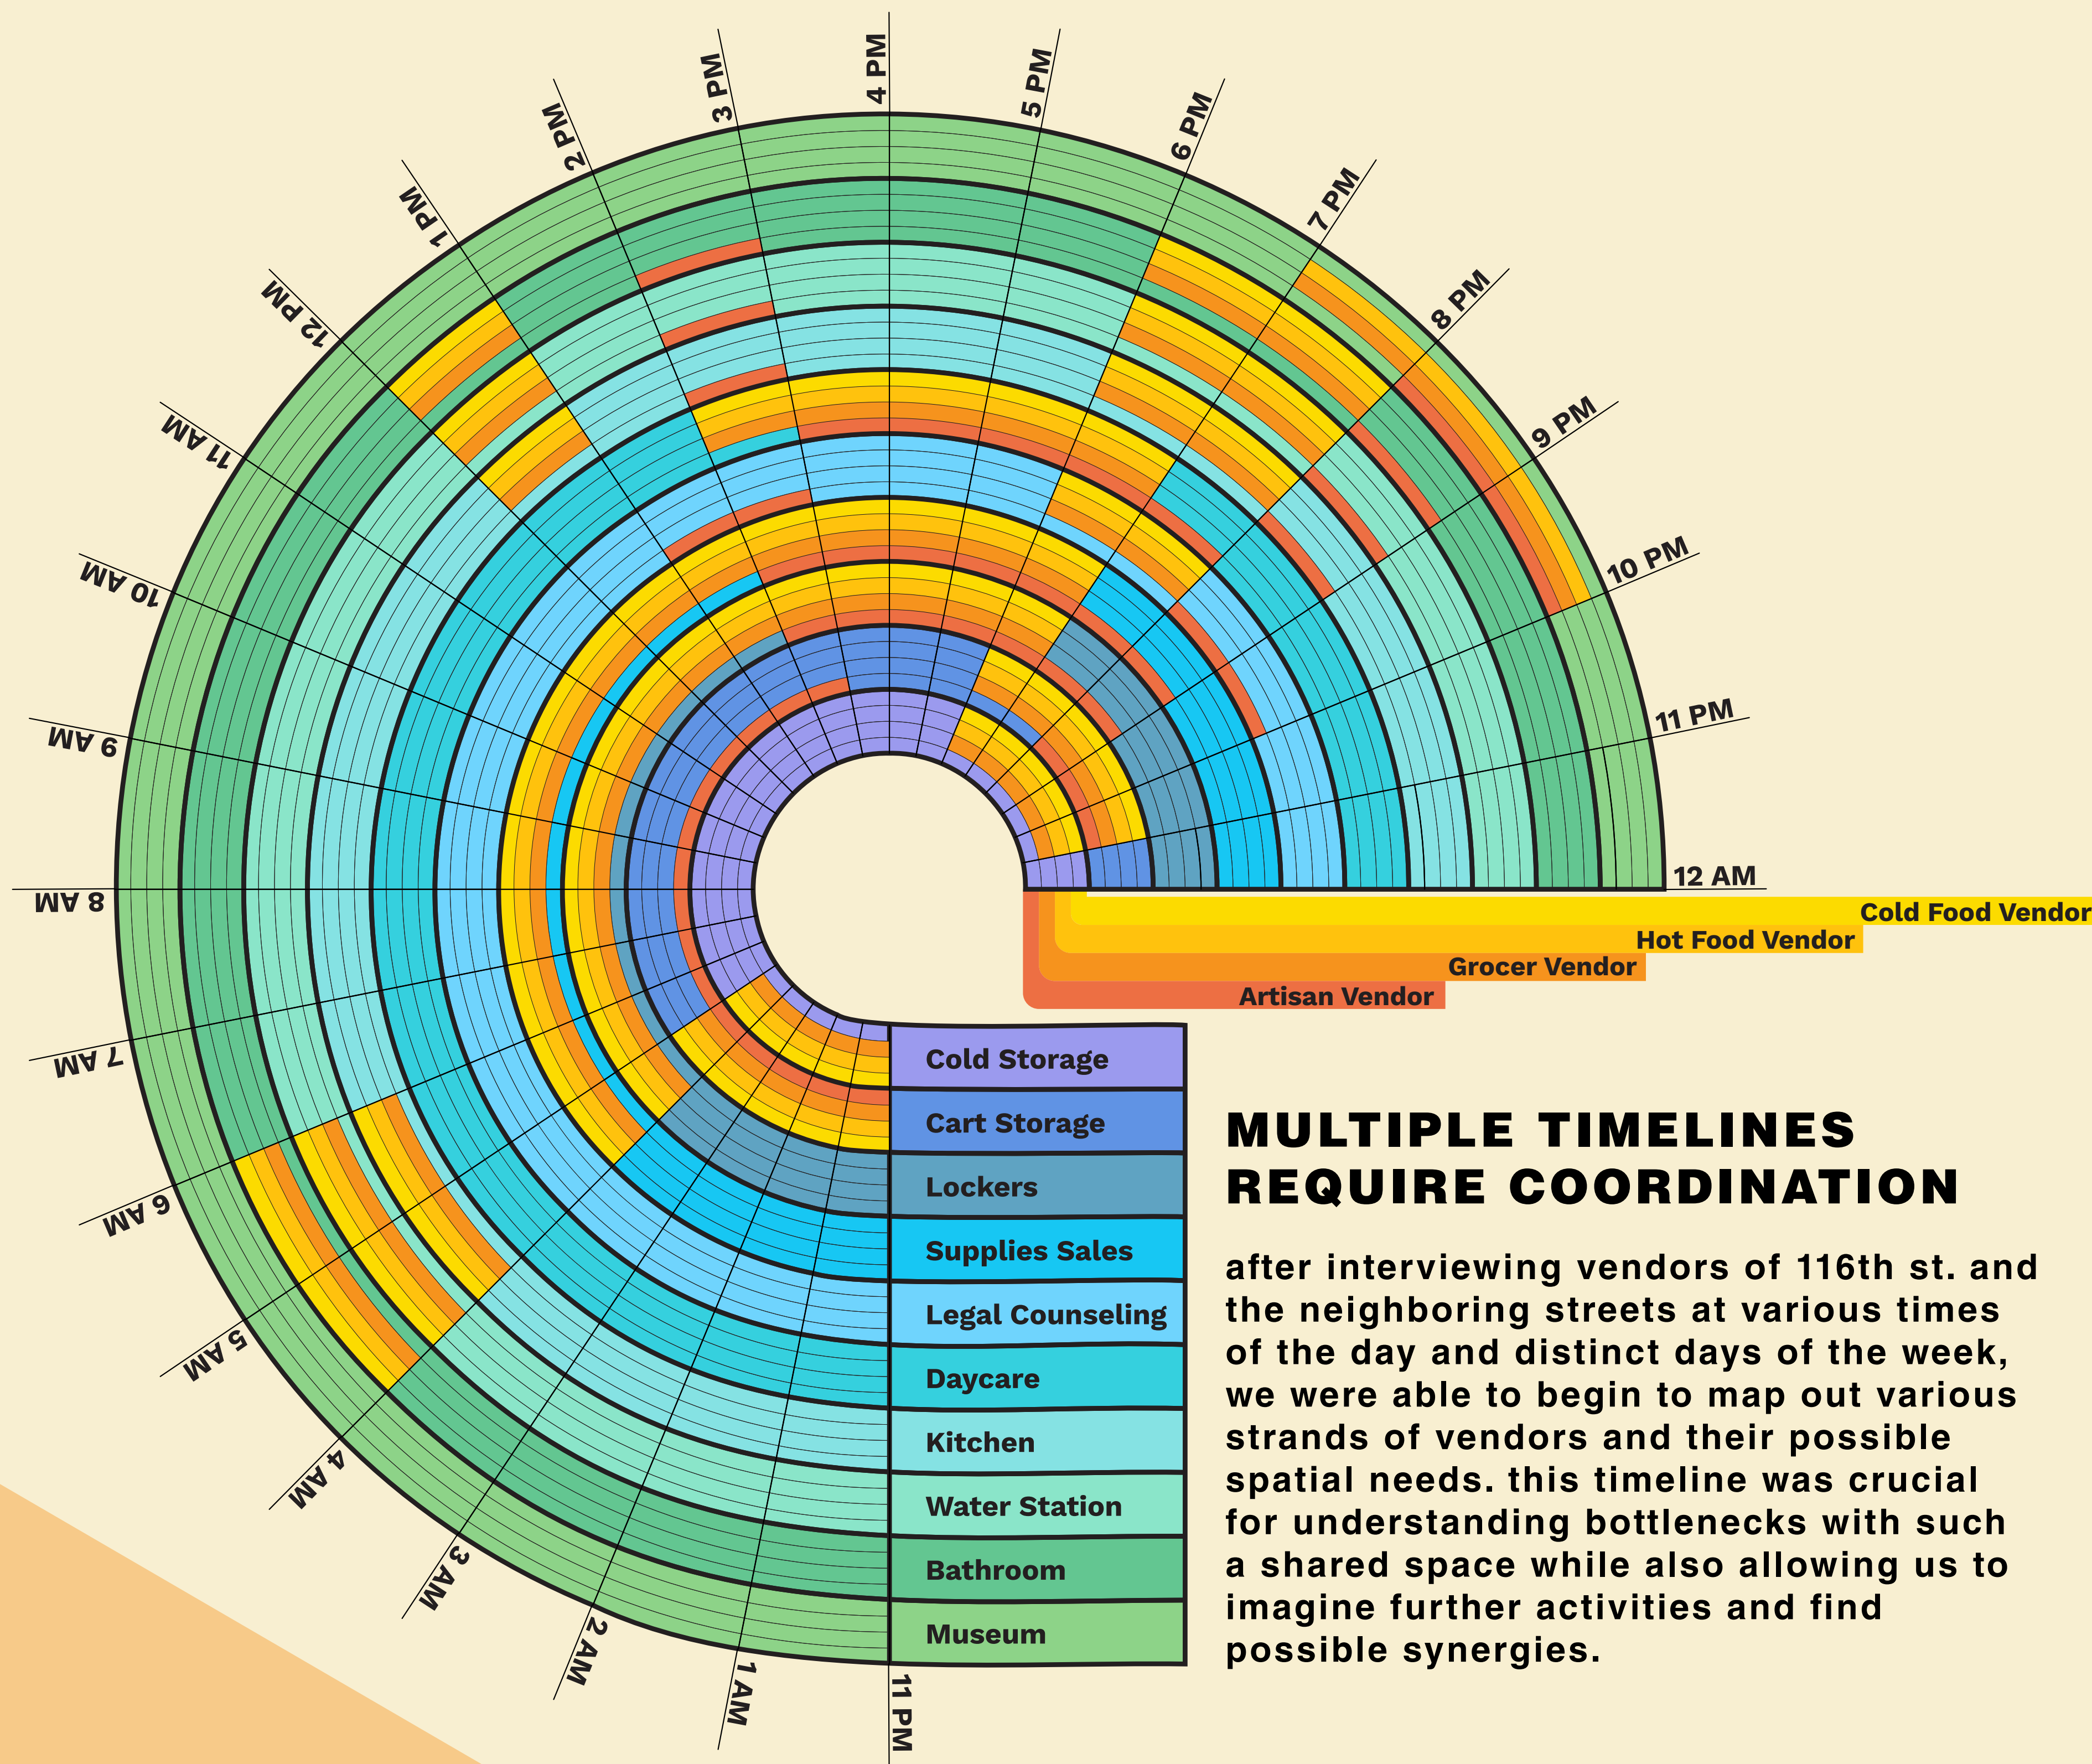 4 PM
5 PM
6 PM
7 PM
8 PM
9 PM
10 PM
11 PM
12 AM
3 PM
2 PM
1 PM
12 PM
11 AM
10 AM
9 AM
8 AM
7 AM
6 AM
5 AM
4 AM
3 AM
2 AM
1 AM
11 PM
Cold Food Vendor
Hot Food Vendor
Grocer Vendor
Artisan Vendor
Cold Storage
Cart Storage
Lockers
Supplies Sales
Legal Counseling
Daycare
Kitchen
Water Station
Bathroom
Museum
MULTIPLE TIMELINES
REQUIRE COORDINATION
after interviewing vendors of 116th st. and
the neighboring streets at various times
of the day and distinct days of the week,
we were able to begin to map out various
strands of vendors and their possible
spatial needs. this timeline was crucial
for understanding bottlenecks with such
a shared space while also allowing us to
imagine further activities and find
possible synergies.